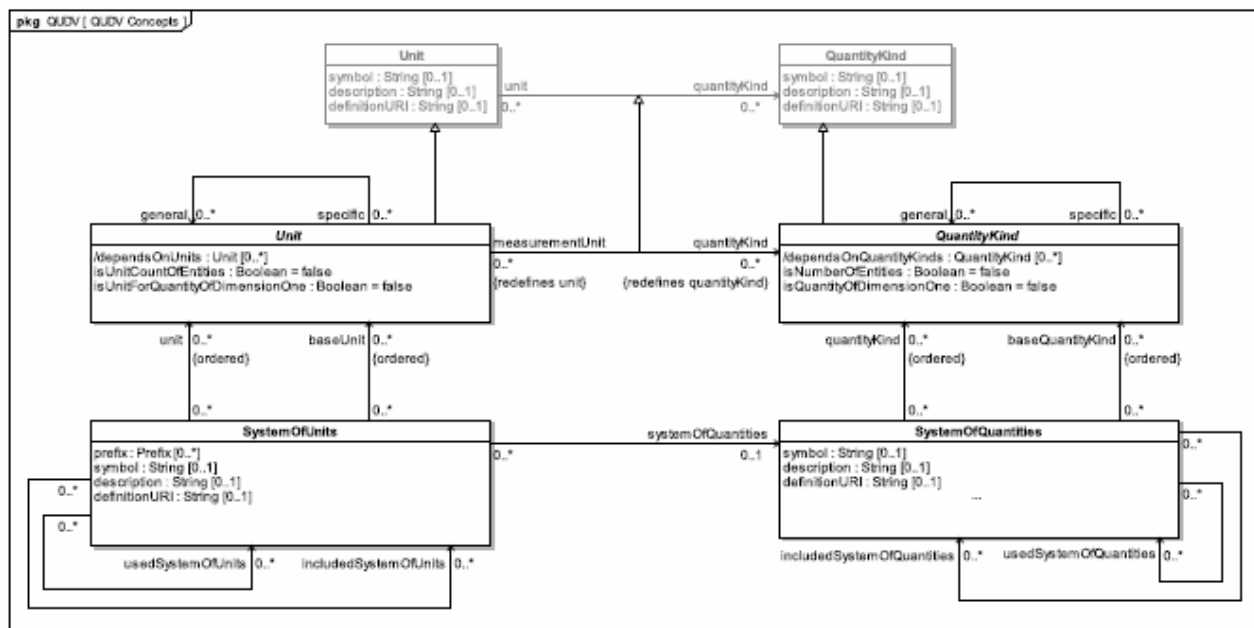 pkg QUDV [ QUDV Concepts ]
Unit
symbol : String [0..1]
description : String [0..1]
definitionURI : String [0..1]
unit
0..*
quantityKind
0..*
QuantityKind
symbol : String [0..1]
description : String [0..1]
definitionURI : String [0..1]
general 0..*
specific 0..*
general 0..*
specific 0..*
Unit
/dependsOnUnits : Unit [0..*]
isUnitCountOfEntities : Boolean = false
isUnitForQuantityOfDimensionOne : Boolean = false
measurementUnit
0..*
{redefines unit}
quantityKind
0..*
{redefines quantityKind}
QuantityKind
/dependsOnQuantityKinds : QuantityKind [0..*]
isNumberOfEntities : Boolean = false
isQuantityOfDimensionOne : Boolean = false
unit 0..*
{ordered}
baseUnit 0..*
{ordered}
quantityKind 0..*
{ordered}
baseQuantityKind 0..*
{ordered}
0..*
0..*
0..*
0..*
SystemOfUnits
prefix : Prefix [0..*]
symbol : String [0..1]
description : String [0..1]
definitionURI : String [0..1]
0..*
systemOfQuantities
0..1
SystemOfQuantities
symbol : String [0..1]
description : String [0..1]
definitionURI : String [0..1]
...
0..*
0..*
0..*
0..*
usedSystemOfUnits 0..*
includedSystemOfUnits 0..*
includedSystemOfQuantities 0..*
usedSystemOfQuantities 0..*